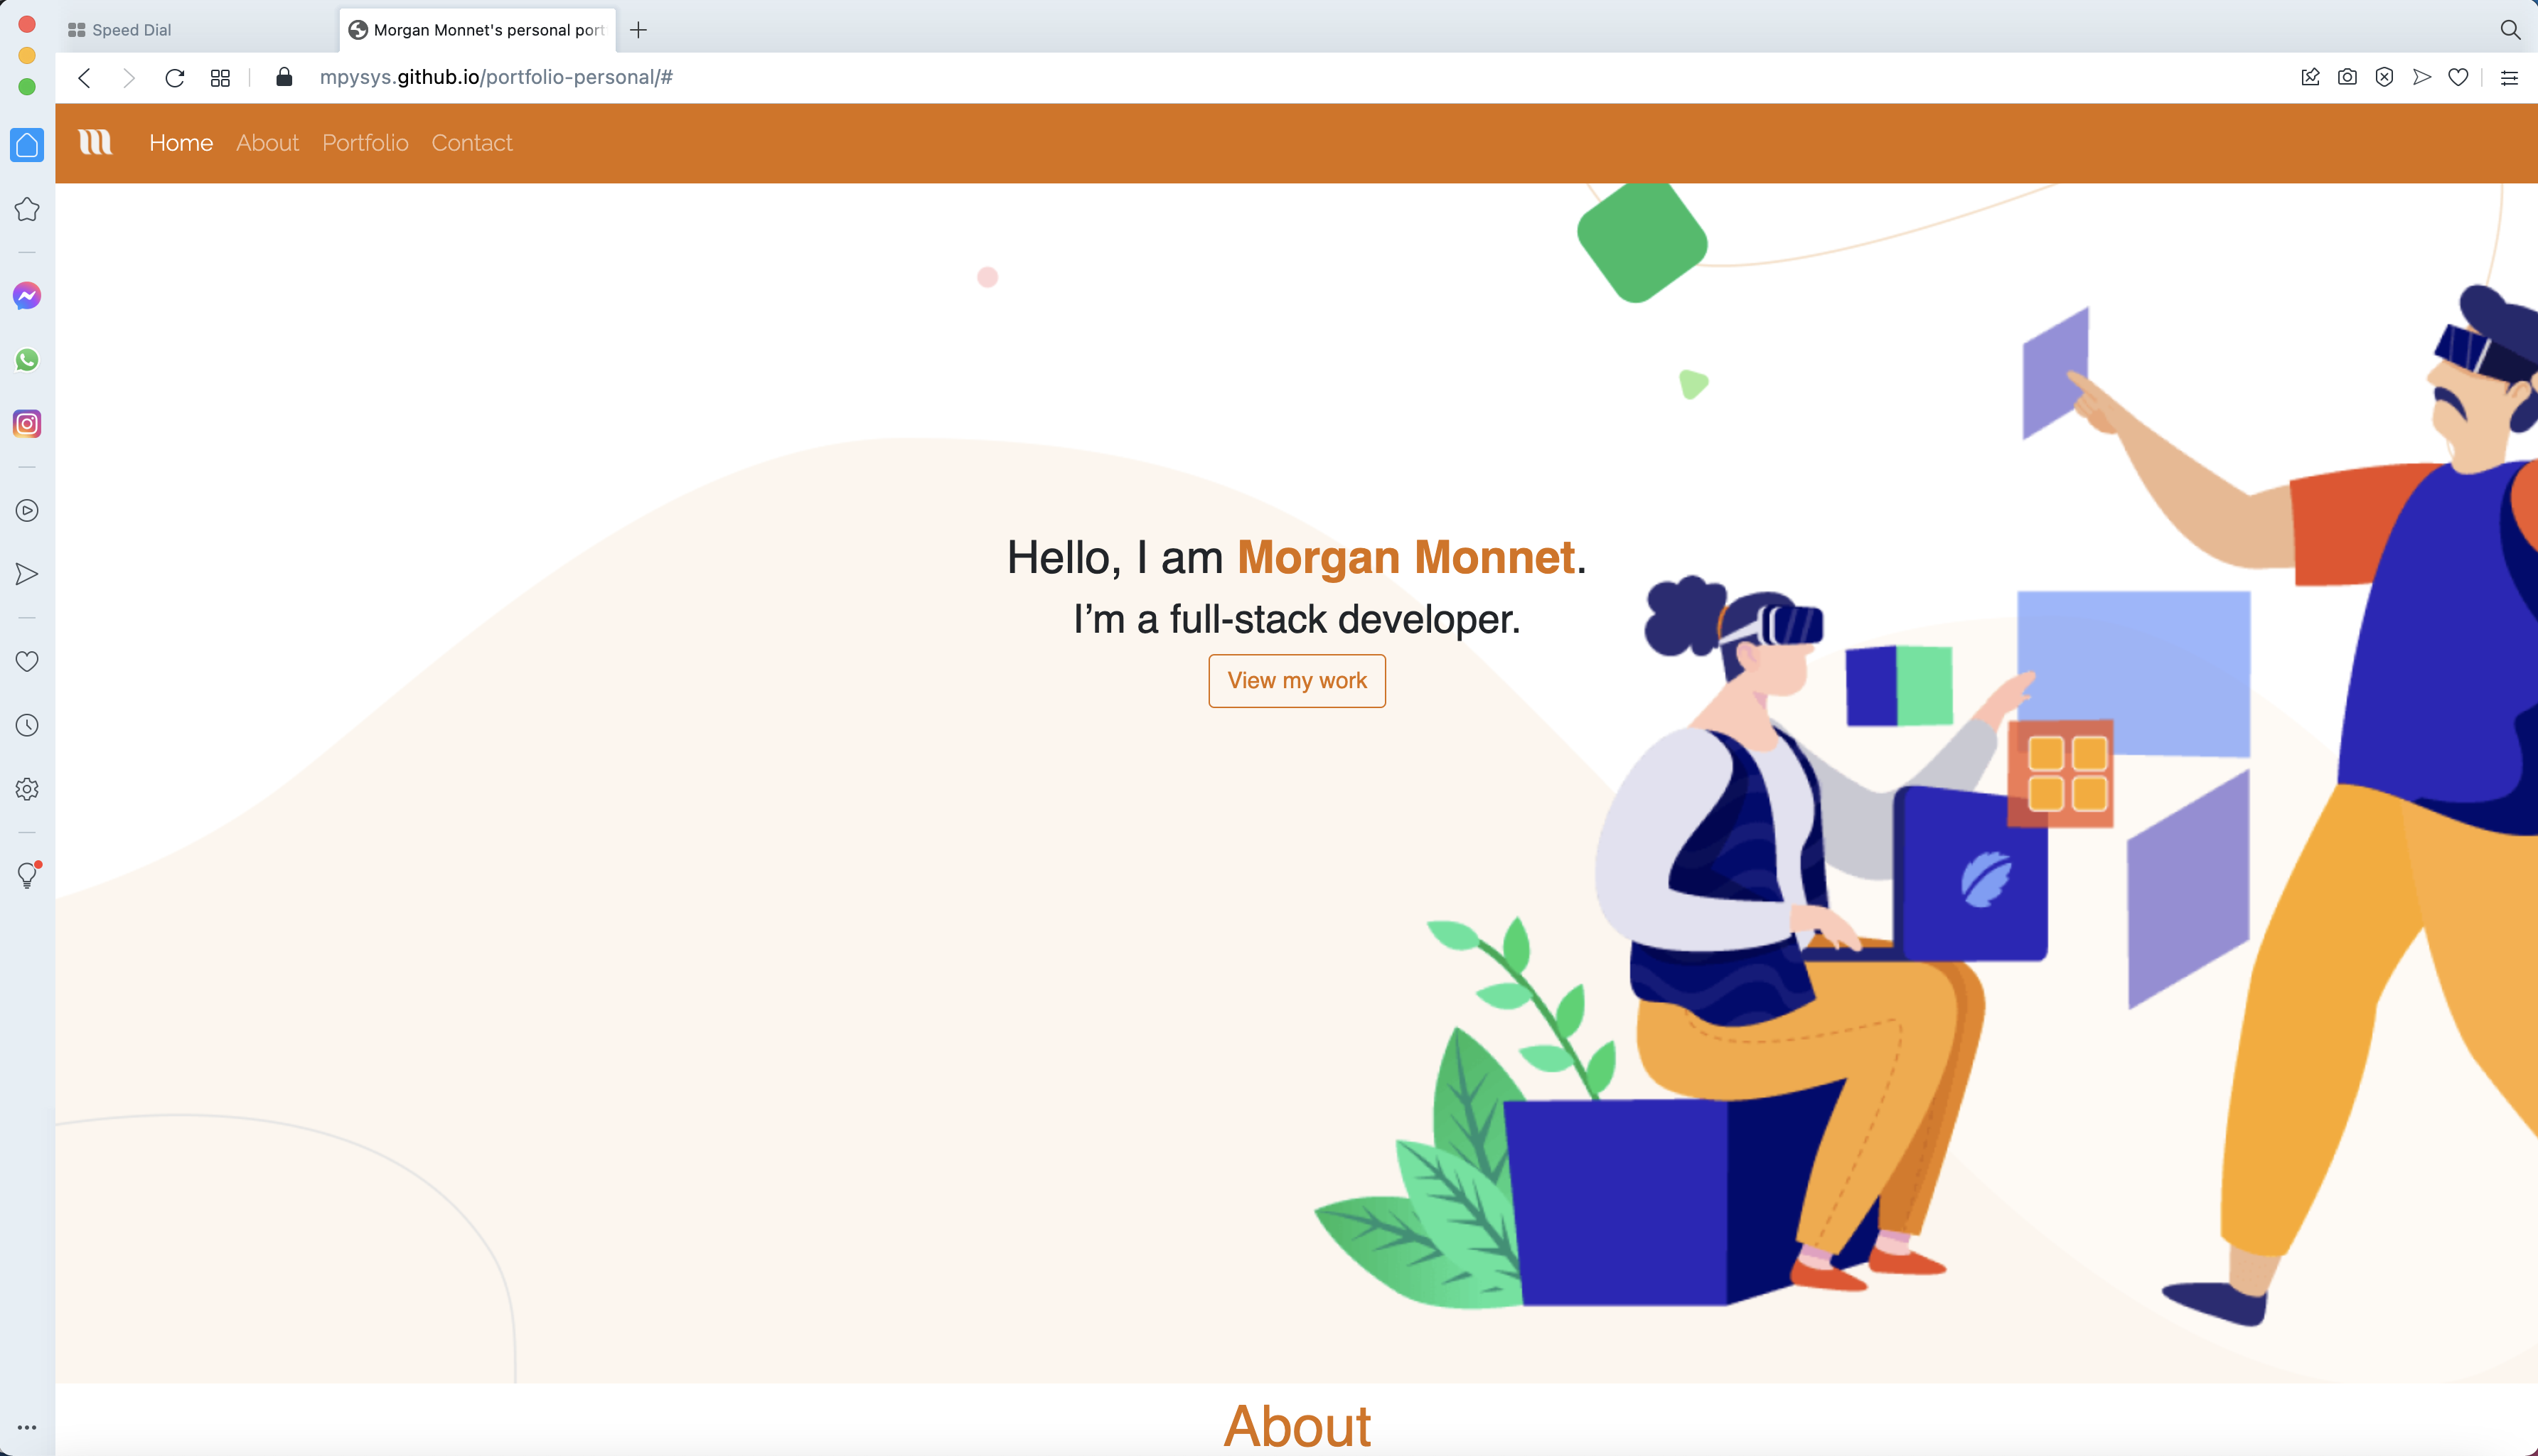 Speed Dial
Morgan Monnet's personal port
mpysys.github.io/portfolio-personal/#
m Home About Portfolio Contact
Hello, I am Morgan Monnet.
I’m a full-stack developer.
View my work
About